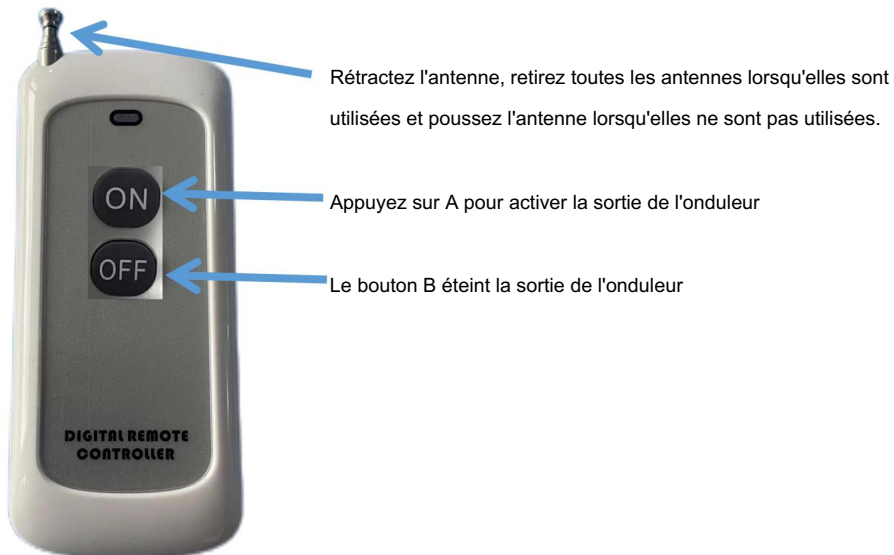 Rétractez l'antenne, retirez toutes les antennes lorsqu'elles sont
utilisées et poussez l'antenne lorsqu'elles ne sont pas utilisées.
ON
Appuyez sur A pour activer la sortie de l'onduleur
OFF
Le bouton B éteint la sortie de l'onduleur
DIGITAL REMOTE
CONTROLLER